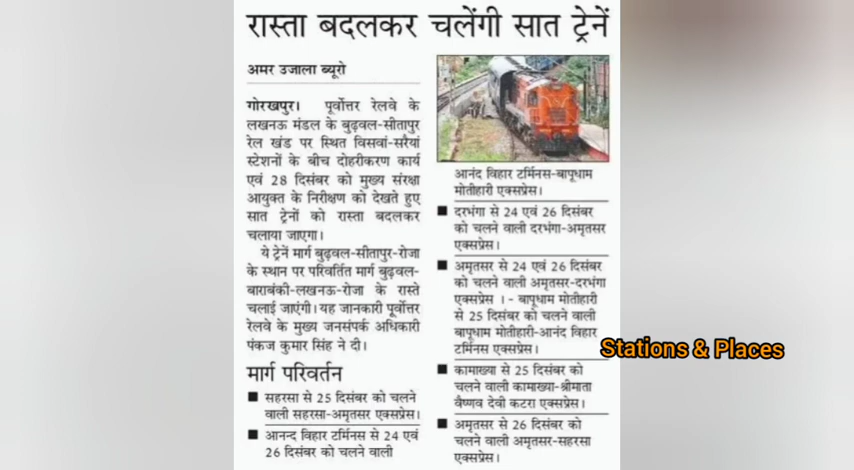 रास्ता बदलकर चलेंगी सात ट्रेनें
अमर उजाला ब्यूरो
गोरखपुर। पूर्वोत्तर रेलवे के
लखनऊ मंडल के बुढ़वल-सीतापुर
रेल खंड पर स्थित विसवां-सरैयां
स्टेशनों के बीच दोहरीकरण कार्य
एवं 28 दिसंबर को मुख्य संरक्षा
आयुक्त के निरीक्षण को देखते हुए
सात ट्रेनों को रास्ता बदलकर
चलाया जाएगा।
ये ट्रेनें मार्ग बुढ़वल-सीतापुर-रोजा
के स्थान पर परिवर्तित मार्ग बुढ़वल-
बाराबंकी-लखनऊ-रोजा के रास्ते
चलाई जाएंगी। यह जानकारी पूर्वोत्तर
रेलवे के मुख्य जनसंपर्क अधिकारी
पंकज कुमार सिंह ने दी।
मार्ग परिवर्तन
■ सहरसा से 25 दिसंबर को चलने
वाली सहरसा-अमृतसर एक्सप्रेस।
■ आनन्द विहार टर्मिनस से 24 एवं
26 दिसंबर को चलने वाली
आनंद विहार टर्मिनस-बापूधाम
मोतीहारी एक्सप्रेस।
■ दरभंगा से 24 एवं 26 दिसंबर
को चलने वाली दरभंगा-अमृतसर
एक्सप्रेस।
■ अमृतसर से 24 एवं 26 दिसंबर
को चलने वाली अमृतसर-दरभंगा
एक्सप्रेस । - बापूधाम मोतीहारी
से 25 दिसंबर को चलने वाली
बापूधाम मोतीहारी-आनंद विहार
टर्मिनस एक्सप्रेस।
■ कामाख्या से 25 दिसंबर को
चलने वाली कामाख्या-श्रीमाता
वैष्णव देवी कटरा एक्सप्रेस।
■ अमृतसर से 26 दिसंबर को
चलने वाली अमृतसर-सहरसा
एक्सप्रेस।
Stations & Places